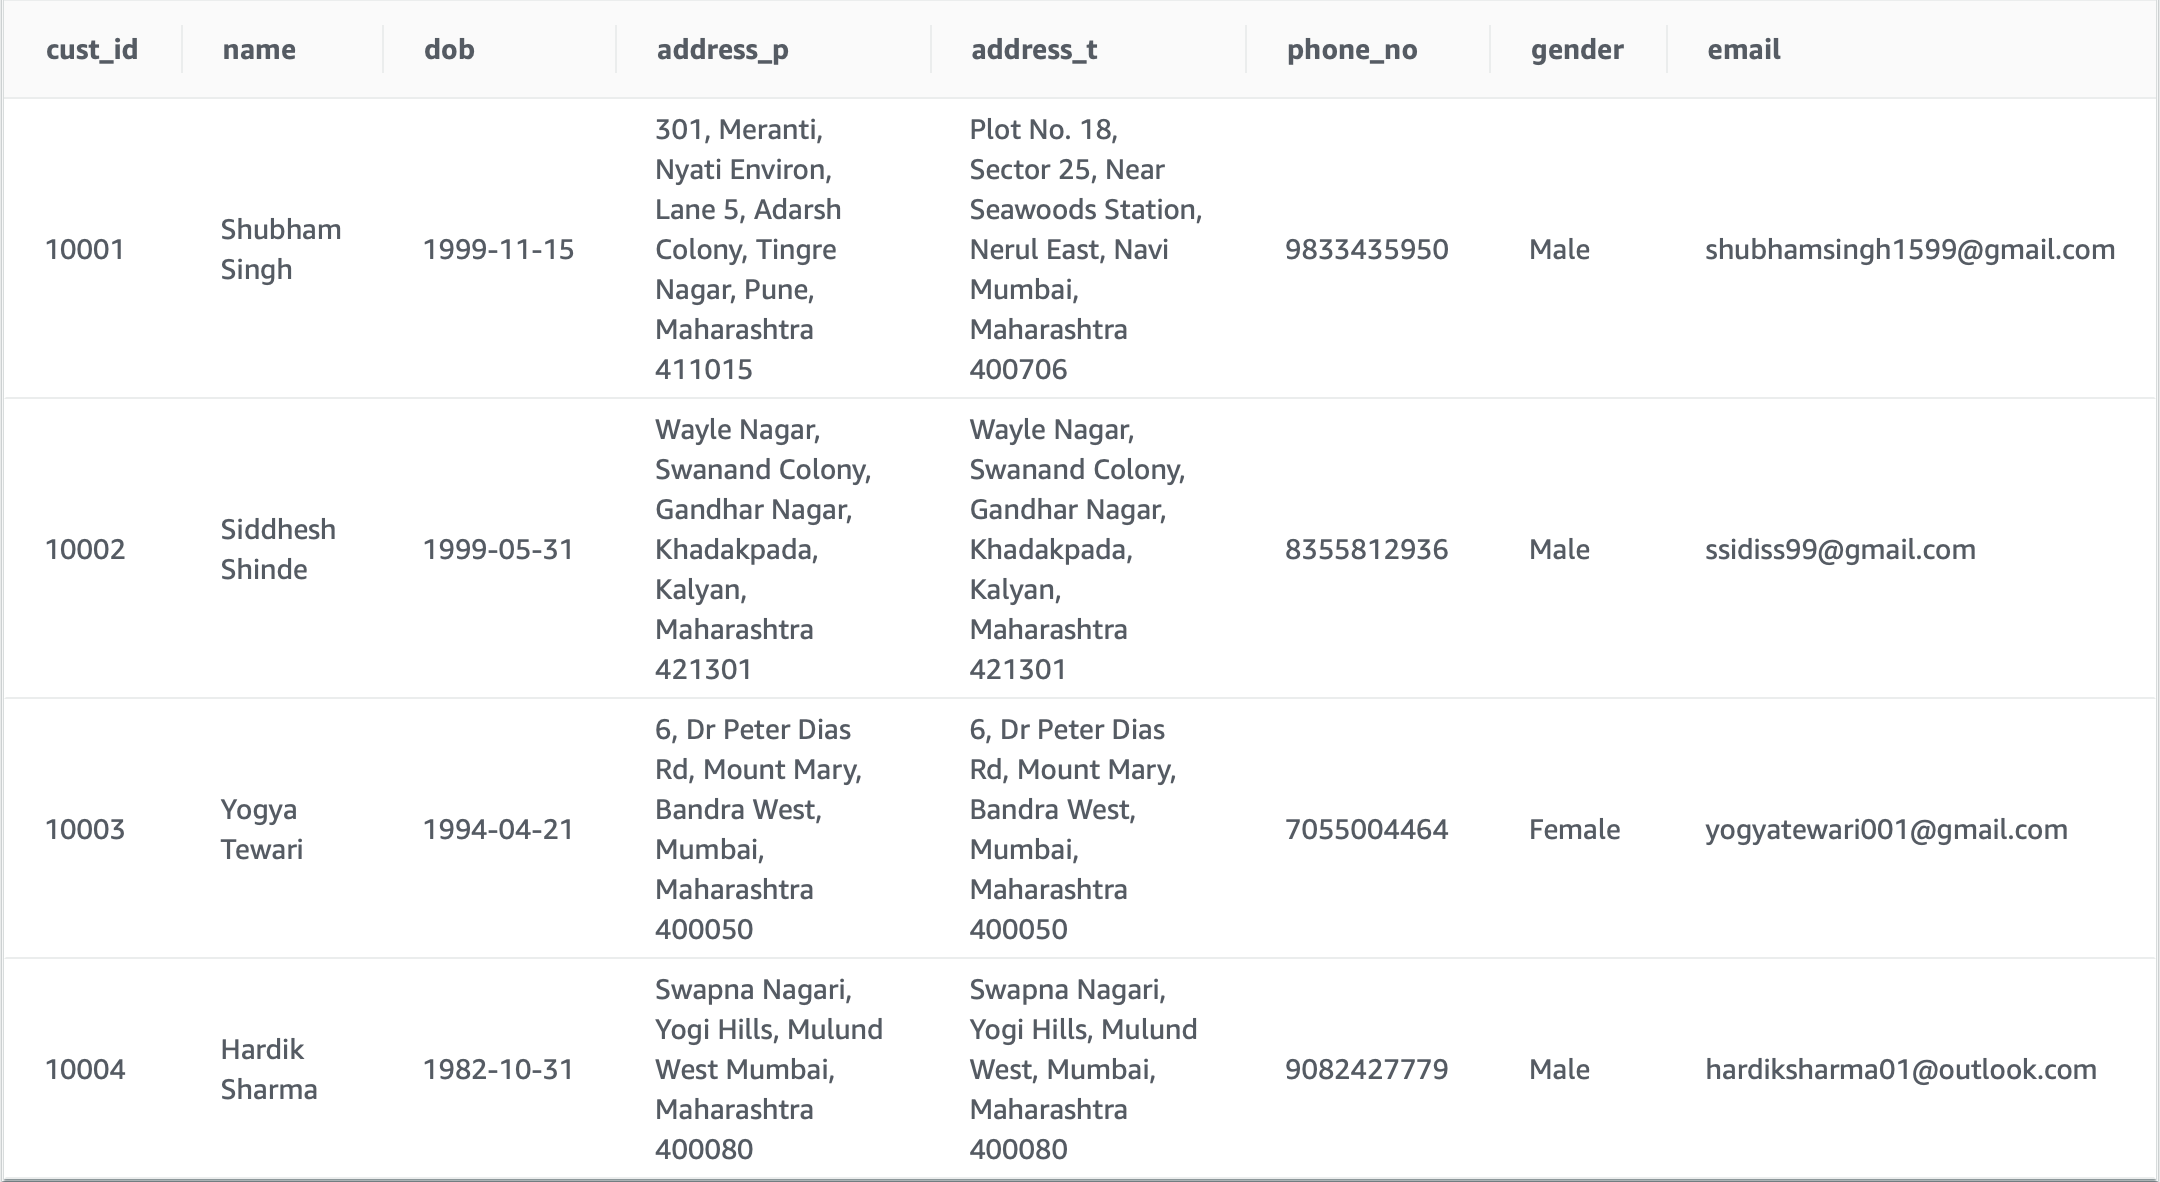 cust_id name dob address_p address_t phone_no gender email
10001
Shubham
Singh
1999-11-15
301, Meranti,
Nyati Environ,
Lane 5, Adarsh
Colony, Tingre
Nagar, Pune,
Maharashtra
411015
Plot No. 18,
Sector 25, Near
Seawoods Station,
Nerul East, Navi
Mumbai,
Maharashtra
400706
9833435950
Male
shubhamsingh1599@gmail.com
10002
Siddhesh
Shinde
1999-05-31
Wayle Nagar,
Swanand Colony,
Gandhar Nagar,
Khadakpada,
Kalyan,
Maharashtra
421301
Wayle Nagar,
Swanand Colony,
Gandhar Nagar,
Khadakpada,
Kalyan,
Maharashtra
421301
8355812936
Male
ssidiss99@gmail.com
10003
Yogya
Tewari
1994-04-21
6, Dr Peter Dias
Rd, Mount Mary,
Bandra West,
Mumbai,
Maharashtra
400050
6, Dr Peter Dias
Rd, Mount Mary,
Bandra West,
Mumbai,
Maharashtra
400050
7055004464
Female
yogyatewari001@gmail.com
10004
Hardik
Sharma
1982-10-31
Swapna Nagari,
Yogi Hills, Mulund
West Mumbai,
Maharashtra
400080
Swapna Nagari,
Yogi Hills, Mulund
West, Mumbai,
Maharashtra
400080
9082427779
Male
hardiksharma01@outlook.com